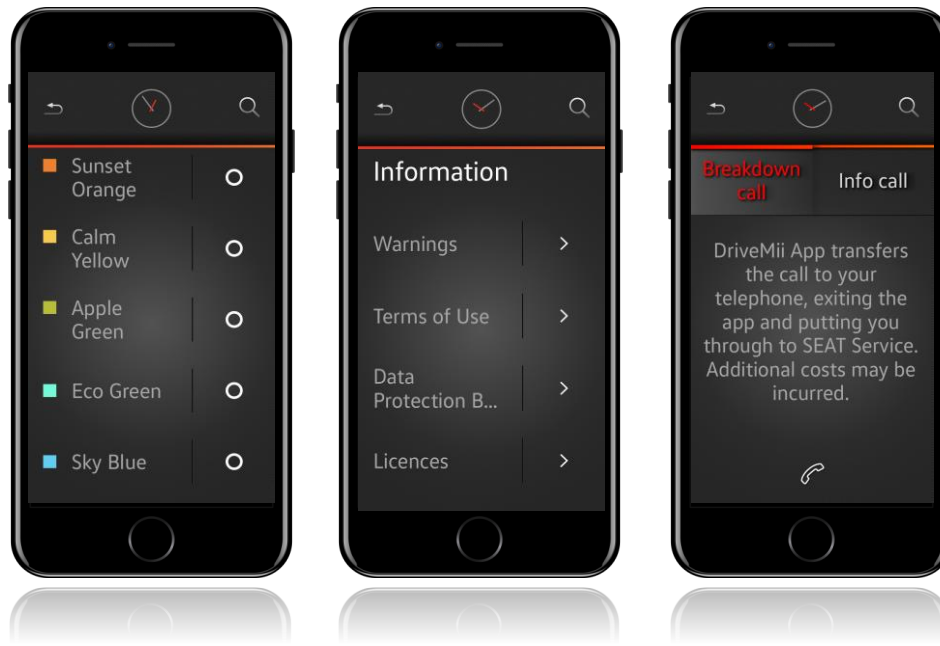 Sunset
Orange
Calm
Yellow
Apple
Green
Eco Green
Sky Blue
Information
Warnings
Terms of Use
Data
Protection B...
Licences
Breakdown
call
Info call
DriveMii App transfers
the call to your
telephone, exiting the
app and putting you
through to SEAT Service.
Additional costs may be
incurred.